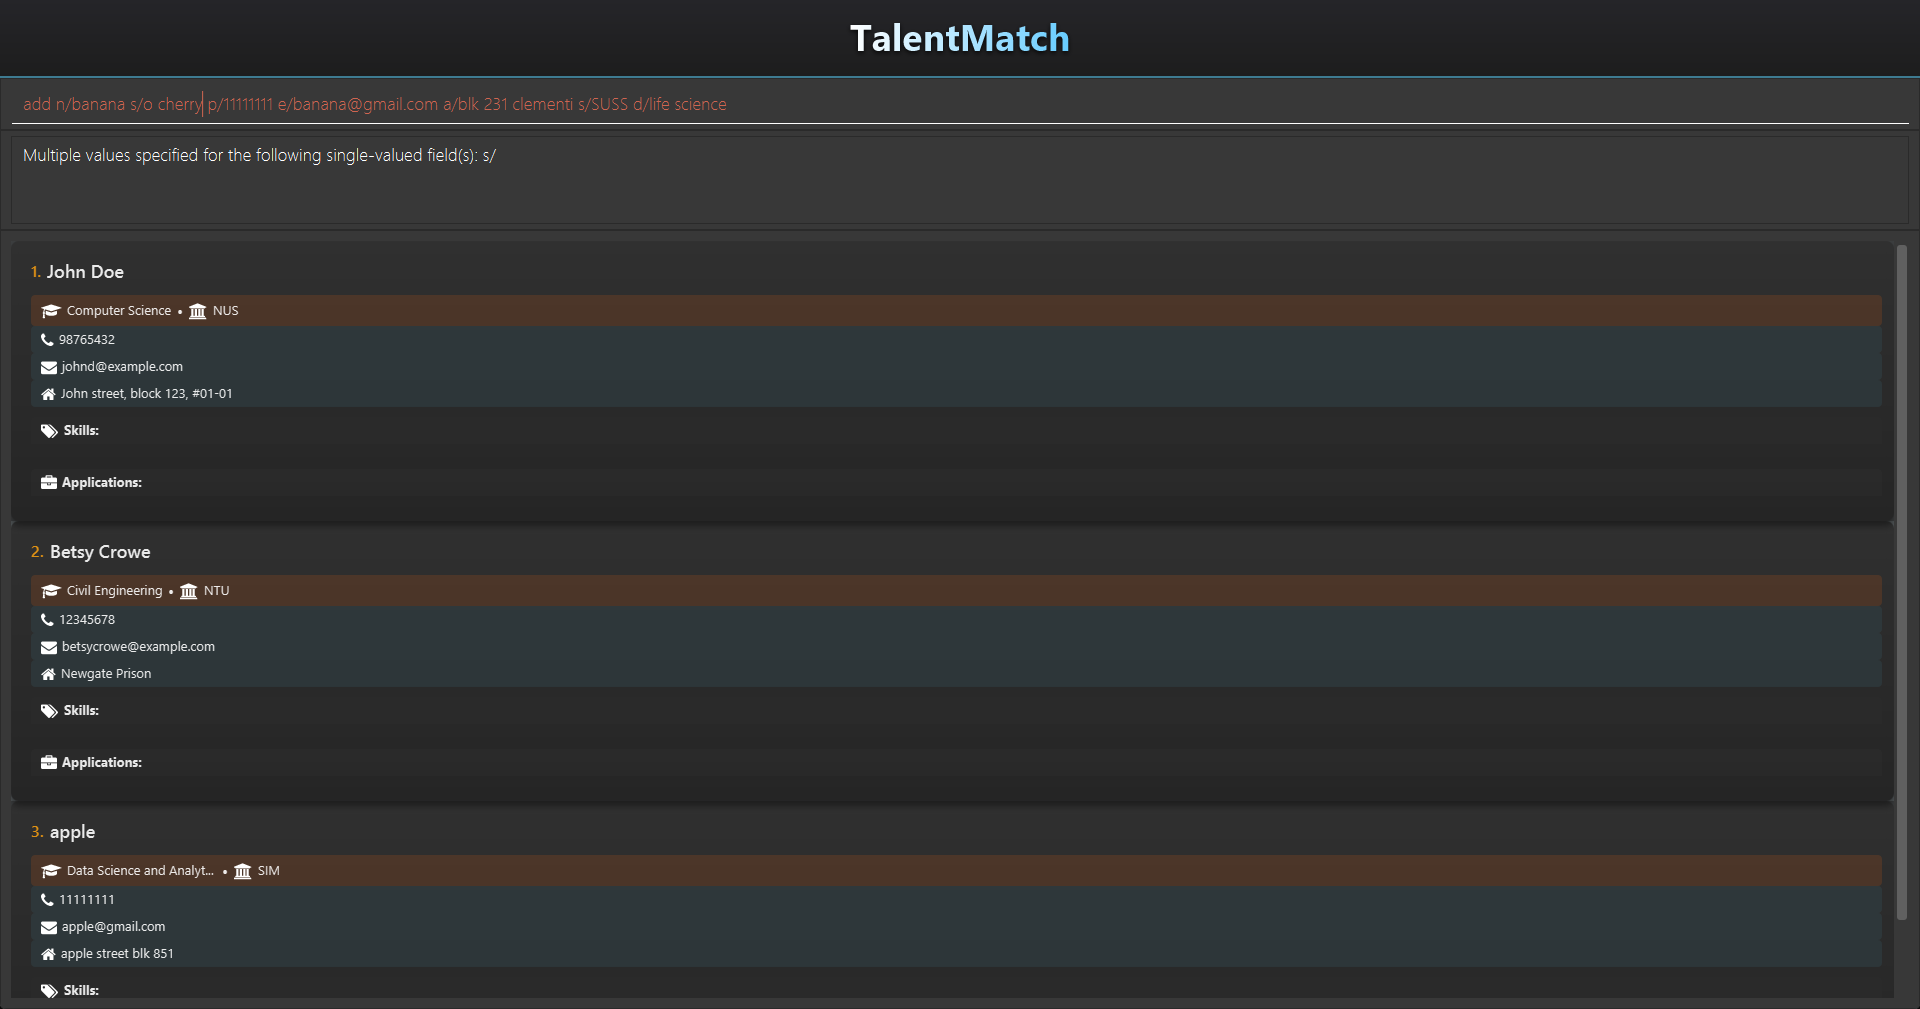 TalentMatch
add n/banana s/o cherry p/11111111 e/banana@gmail.com a/blk 231 clementi s/SUSS d/life science
Multiple values specified for the following single-valued field(s): s/
1. John Doe
Computer Science • NUS
98765432
johnd@example.com
John street, block 123, #01-01
Skills:
Applications:
2. Betsy Crowe
Civil Engineering • NTU
12345678
betsycrowe@example.com
Newgate Prison
Skills:
Applications:
3. apple
Data Science and Analyt... • SIM
11111111
apple@gmail.com
apple street blk 851
Skills: